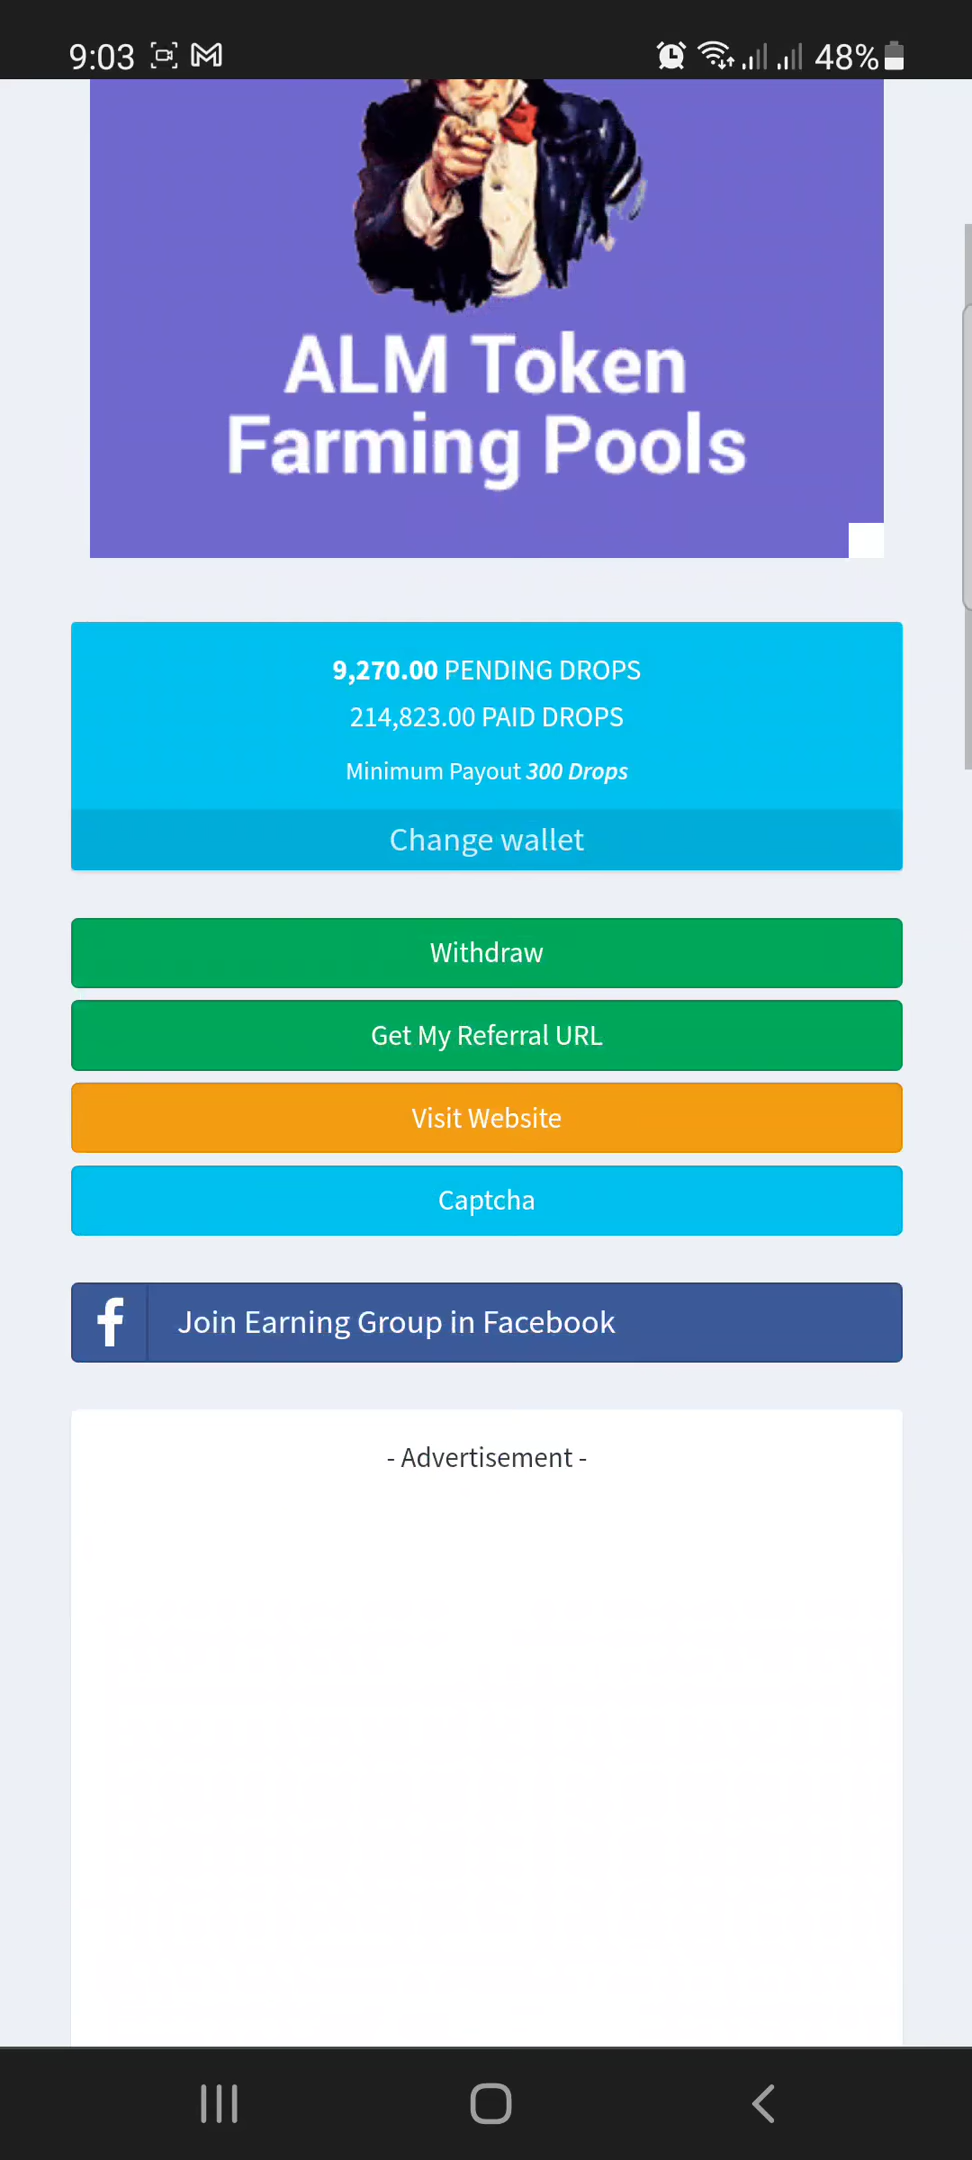 9:03 48%
ALM Token
Farming Pools
9,270.00 PENDING DROPS
214,823.00 PAID DROPS
Minimum Payout 300 Drops
Change wallet
Withdraw
Get My Referral URL
Visit Website
Captcha
Join Earning Group in Facebook
- Advertisement -